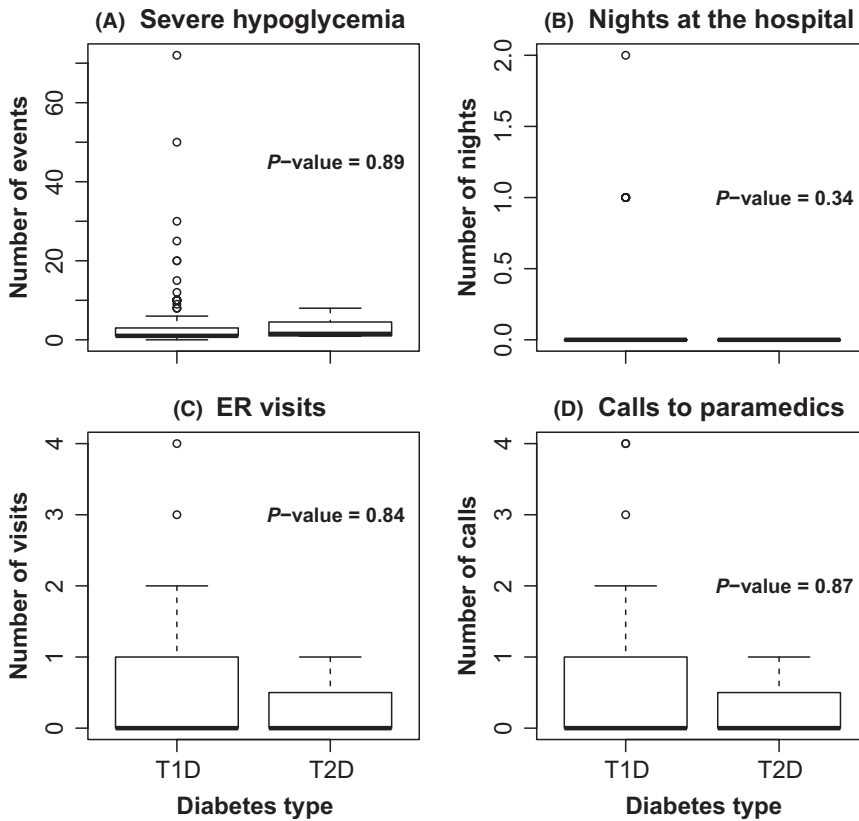 (A) Severe hypoglycemia
Number of events
0
20
40
60
P−value = 0.89
(B) Nights at the hospital
Number of nights
0.0
0.5
1.0
1.5
2.0
P−value = 0.34
(C) ER visits
Number of visits
0
1
2
3
4
P−value = 0.84
T1D T2D
Diabetes type
(D) Calls to paramedics
Number of calls
0
1
2
3
4
P−value = 0.87
T1D T2D
Diabetes type